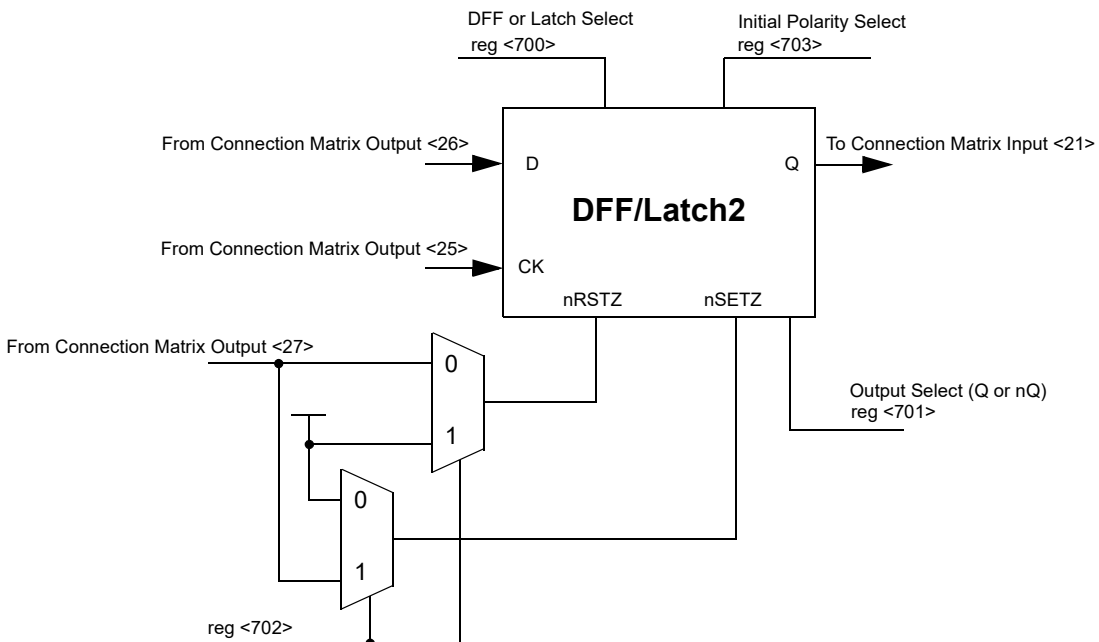 DFF or Latch Select
reg <700>
Initial Polarity Select
reg <703>
From Connection Matrix Output <26>
D
Q
To Connection Matrix Input <21>
DFF/Latch2
From Connection Matrix Output <25>
CK
nRSTZ
nSETZ
From Connection Matrix Output <27>
0
1
Output Select (Q or nQ)
reg <701>
0
1
reg <702>